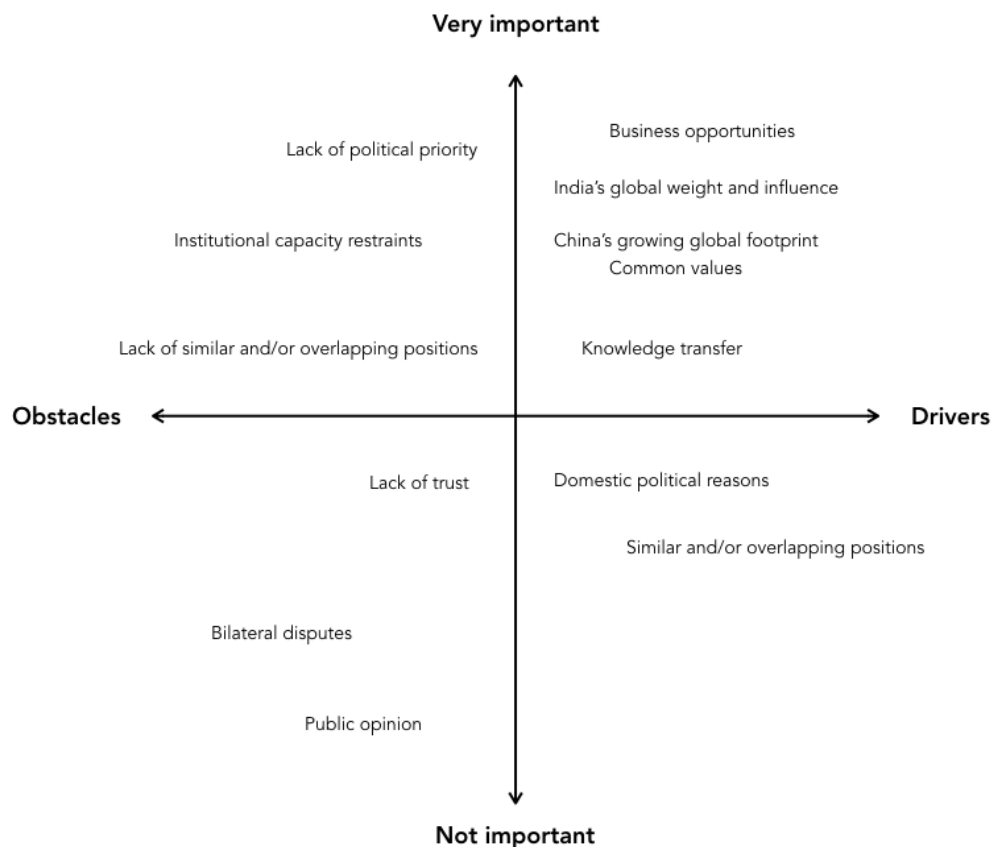 Very important
Business opportunities
Lack of political priority
India's global weight and influence
Institutional capacity restraints
China's growing global footprint
Common values
Lack of similar and/or overlapping positions
Knowledge transfer
Obstacles
Drivers
Lack of trust
Domestic political reasons
Similar and/or overlapping positions
Bilateral disputes
Public opinion
Not important